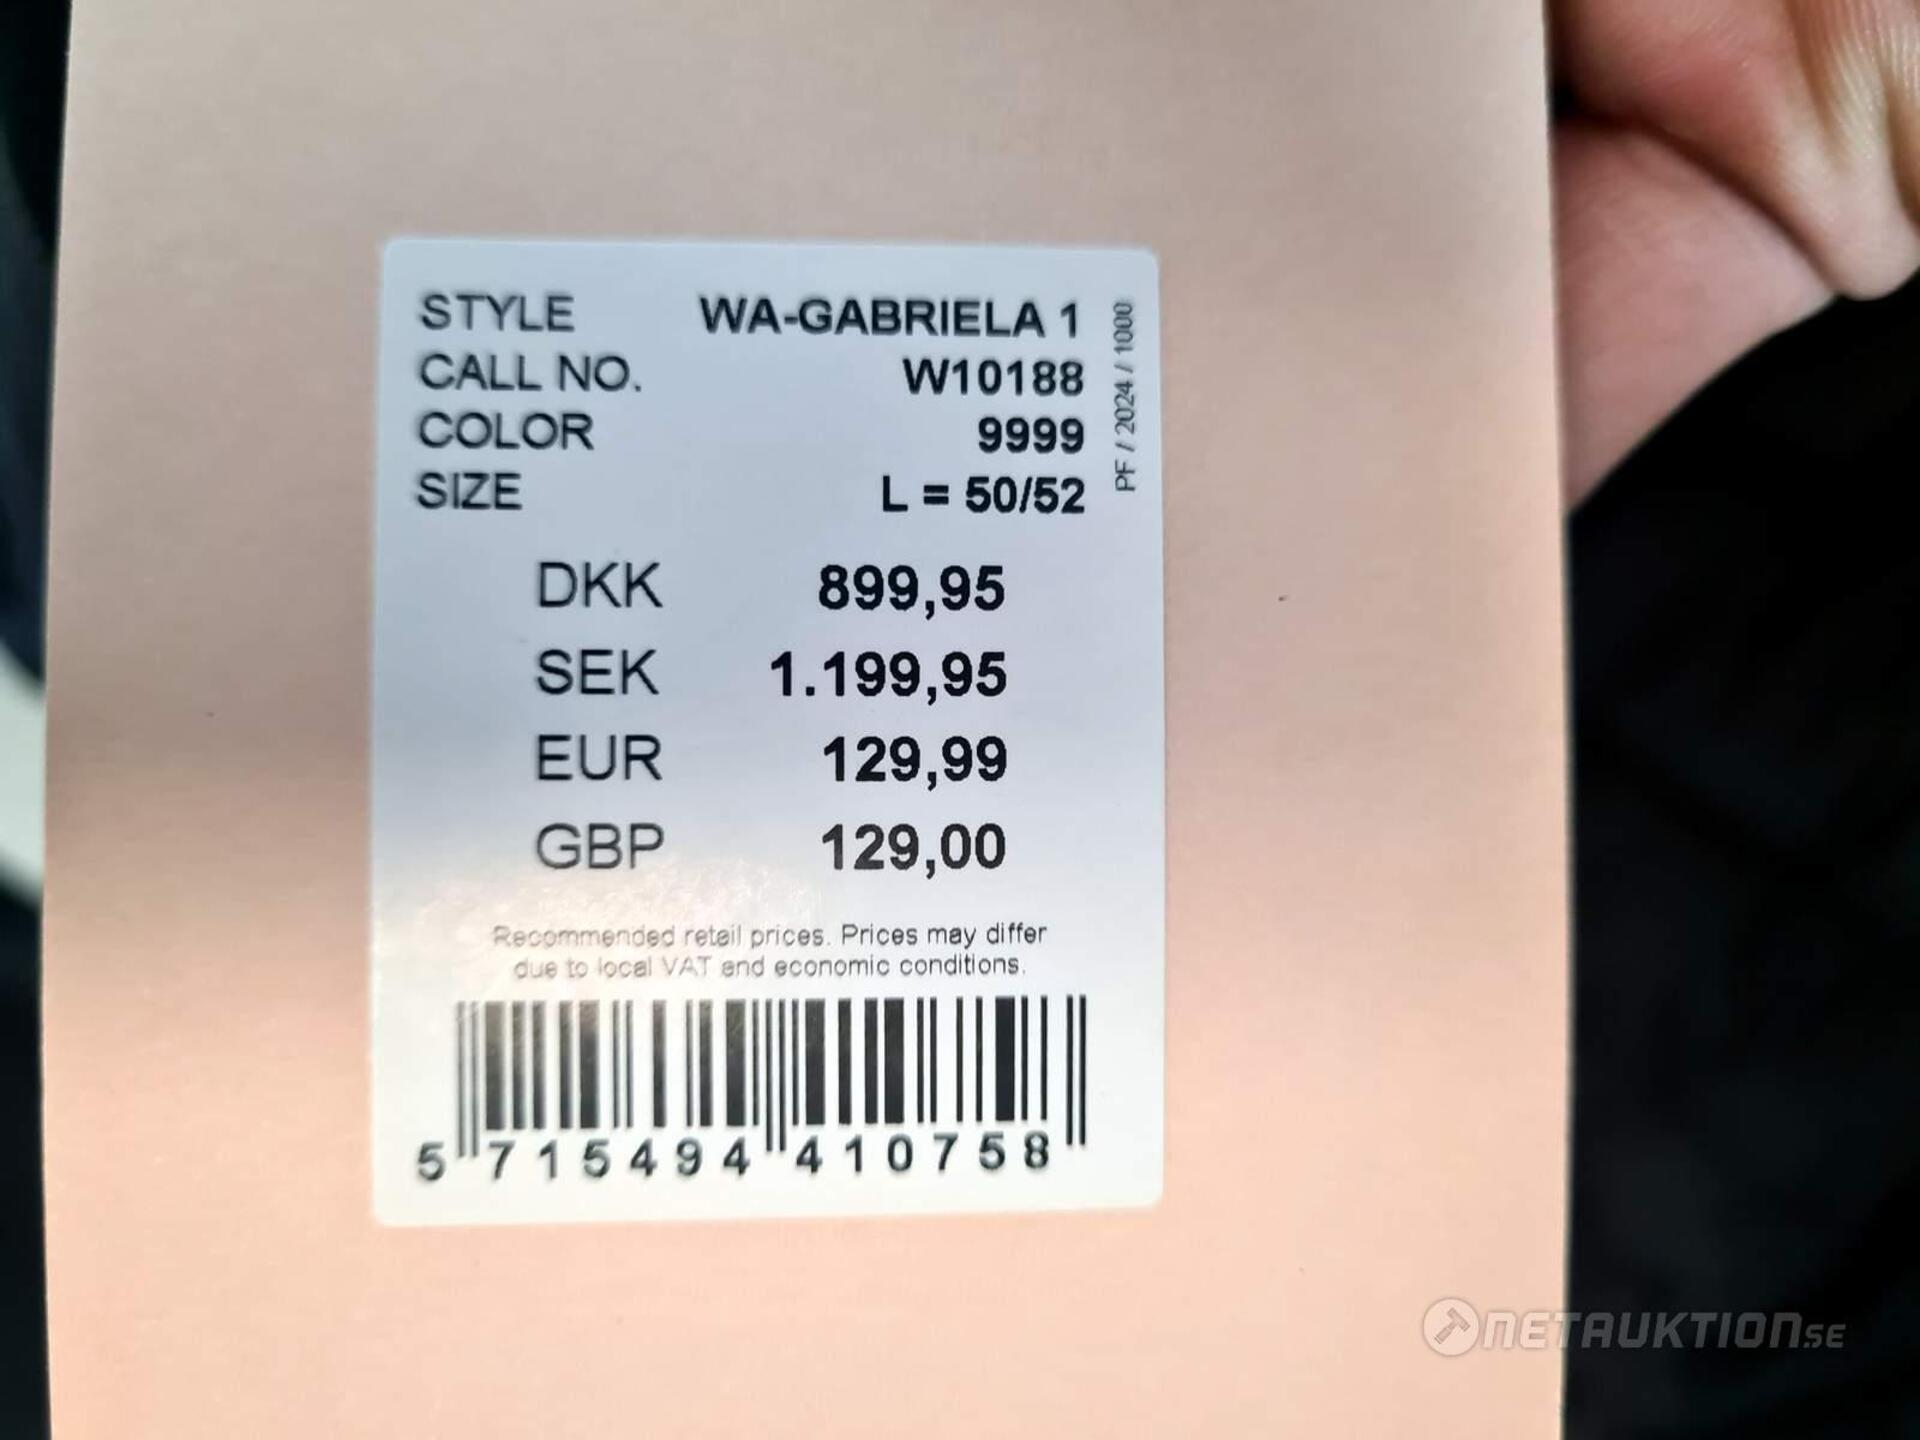 STYLE WA-GABRIELA 1
CALL NO. W10188
COLOR 9999
SIZE L = 50/52
PF / 2024 / 1000
DKK 899,95
SEK 1.199,95
EUR 129,99
GBP 129,00
Recommended retail prices. Prices may differ
due to local VAT and economic conditions.
5 715494 410758
NETAUKTION.SE